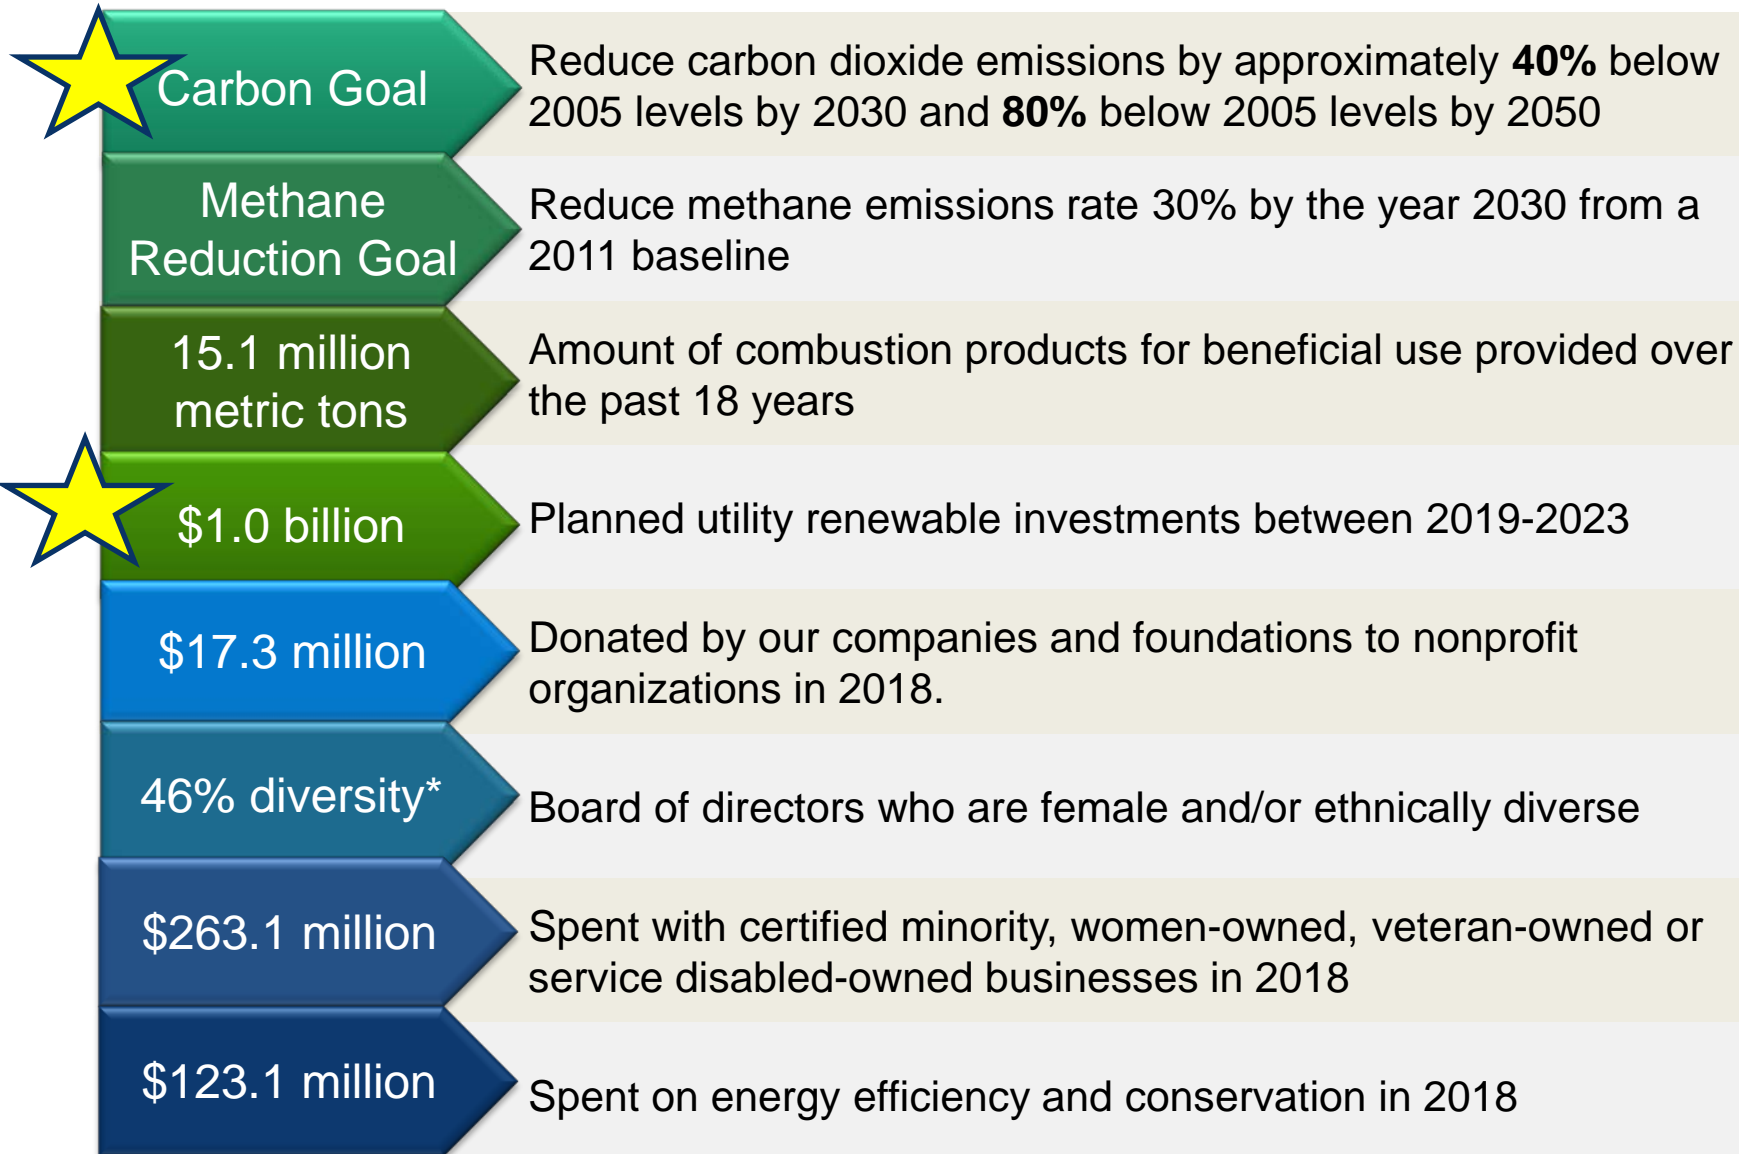 Carbon Goal
Reduce carbon dioxide emissions by approximately 40% below
2005 levels by 2030 and 80% below 2005 levels by 2050
Methane
Reduction Goal
Reduce methane emissions rate 30% by the year 2030 from a
2011 baseline
15.1 million
metric tons
Amount of combustion products for beneficial use provided over
the past 18 years
$1.0 billion
Planned utility renewable investments between 2019-2023
$17.3 million
Donated by our companies and foundations to nonprofit
organizations in 2018.
46% diversity*
Board of directors who are female and/or ethnically diverse
$263.1 million
Spent with certified minority, women-owned, veteran-owned or
service disabled-owned businesses in 2018
$123.1 million
Spent on energy efficiency and conservation in 2018